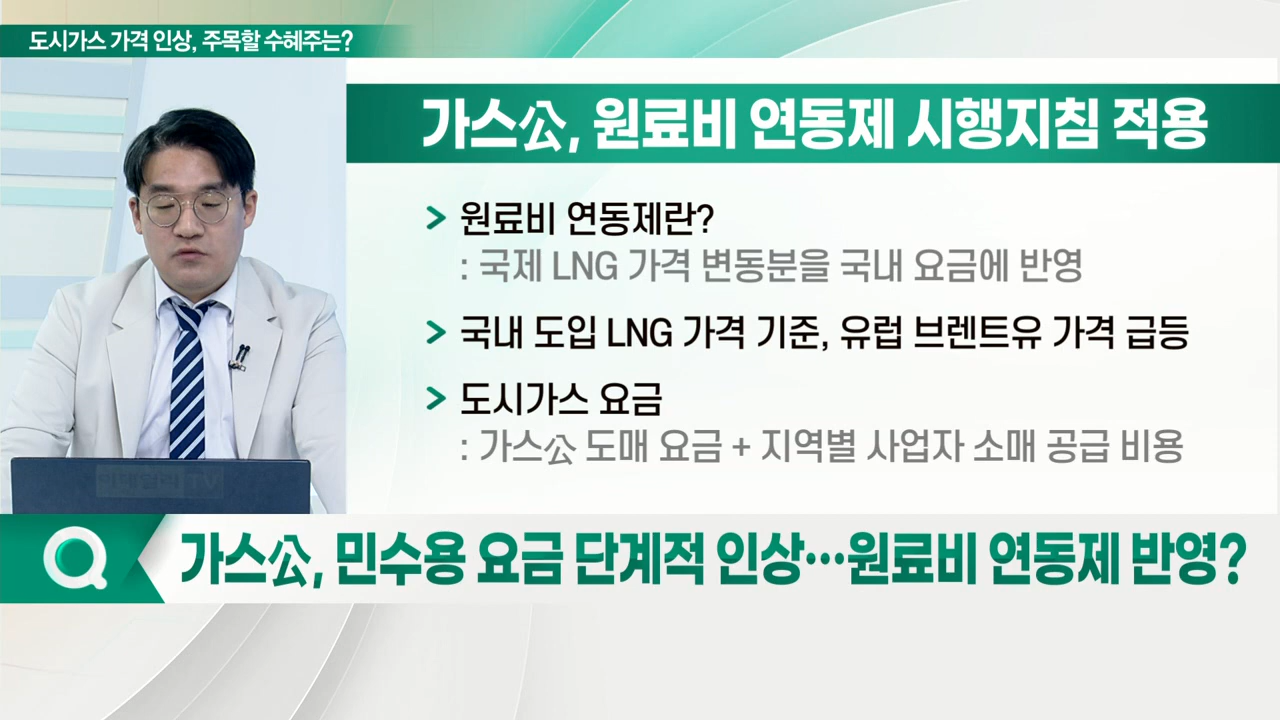 도시가스 가격 인상, 주목할 수혜주는?
가스公, 원료비 연동제 시행지침 적용
> 원료비 연동제란?
: 국제 LNG 가격 변동분을 국내 요금에 반영
> 국내 도입 LNG 가격 기준, 유럽 브렌트유 가격 급등
> 도시가스 요금
: 가스公 도매 요금 + 지역별 사업자 소매 공급 비용
이데일리 TV
가스公, 민수용 요금 단계적 인상…원료비 연동제 반영?